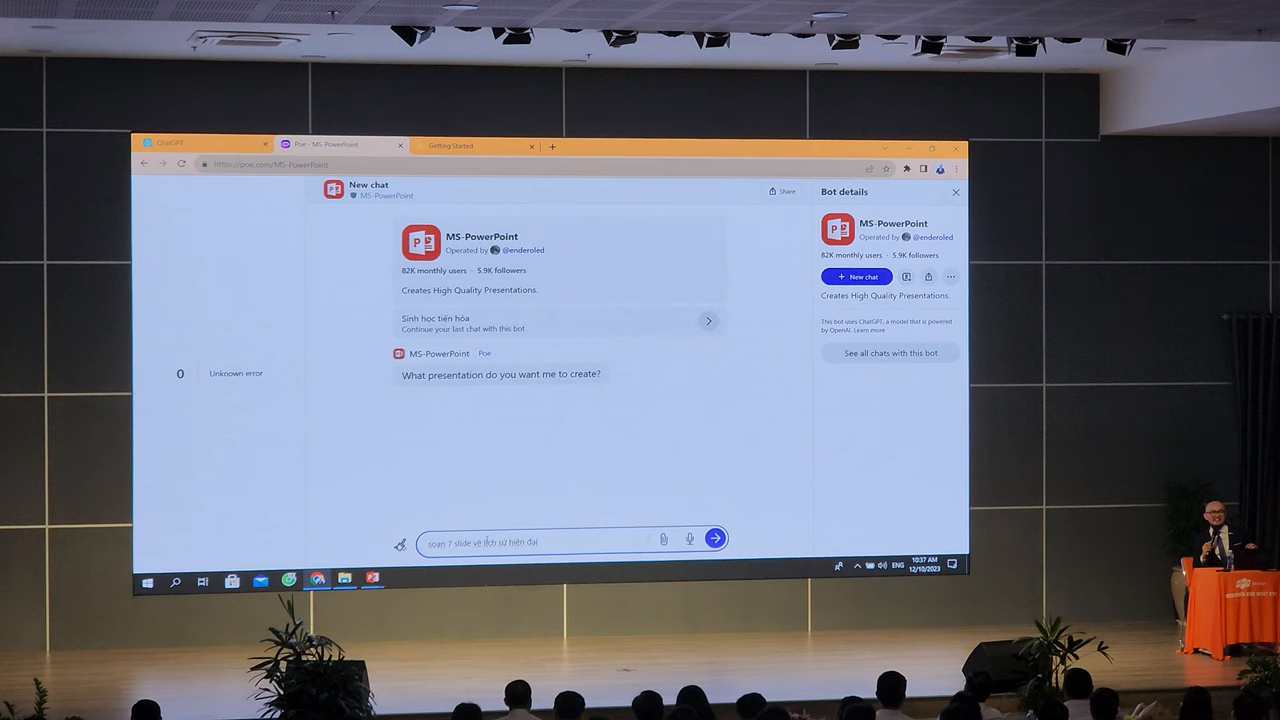 ChatGPT
Poe - MS-PowerPoint
Getting Started
https://poe.com/MS-PowerPoint
New chat
MS-PowerPoint
Share
Bot details
MS-PowerPoint
Operated by @enderoled
82K monthly users · 5.9K followers
Creates High Quality Presentations.
Sinh học tiến hóa
Continue your last chat with this bot
MS-PowerPoint Poe
What presentation do you want me to create?
0 Unknown error
MS-PowerPoint
Operated by @enderoled
82K monthly users · 5.9K followers
+ New chat
Creates High Quality Presentations.
This bot uses ChatGPT, a model that is powered
by OpenAI. Learn more
See all chats with this bot
soạn 7 slide về lịch sử hiện đại
ENG
10:37 AM
12/10/2023